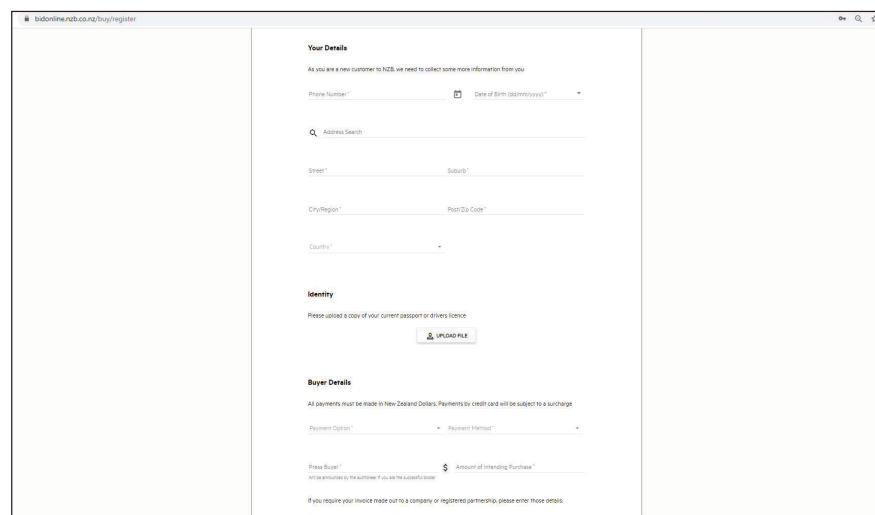 bidonline.nzb.co.nz/buy/register
Your Details
As you are a new customer to NZB, we need to collect some more information from you
Phone Number *
Date of Birth (dd/mm/yyyy) *
Address Search
Street *
Suburb *
City/Region *
Post/Zip Code *
Country *
Identity
Please upload a copy of your current passport or drivers licence
UPLOAD FILE
Buyer Details
All payments must be made in New Zealand Dollars. Payments by credit card will be subject to a surcharge
Payment Option *
Payment Method *
Press Buyer *
$ Amount of Intending Purchase *
Will be announced by the auctioneer if you are the successful bidder
If you require your invoice made out to a company or registered partnership, please enter those details: